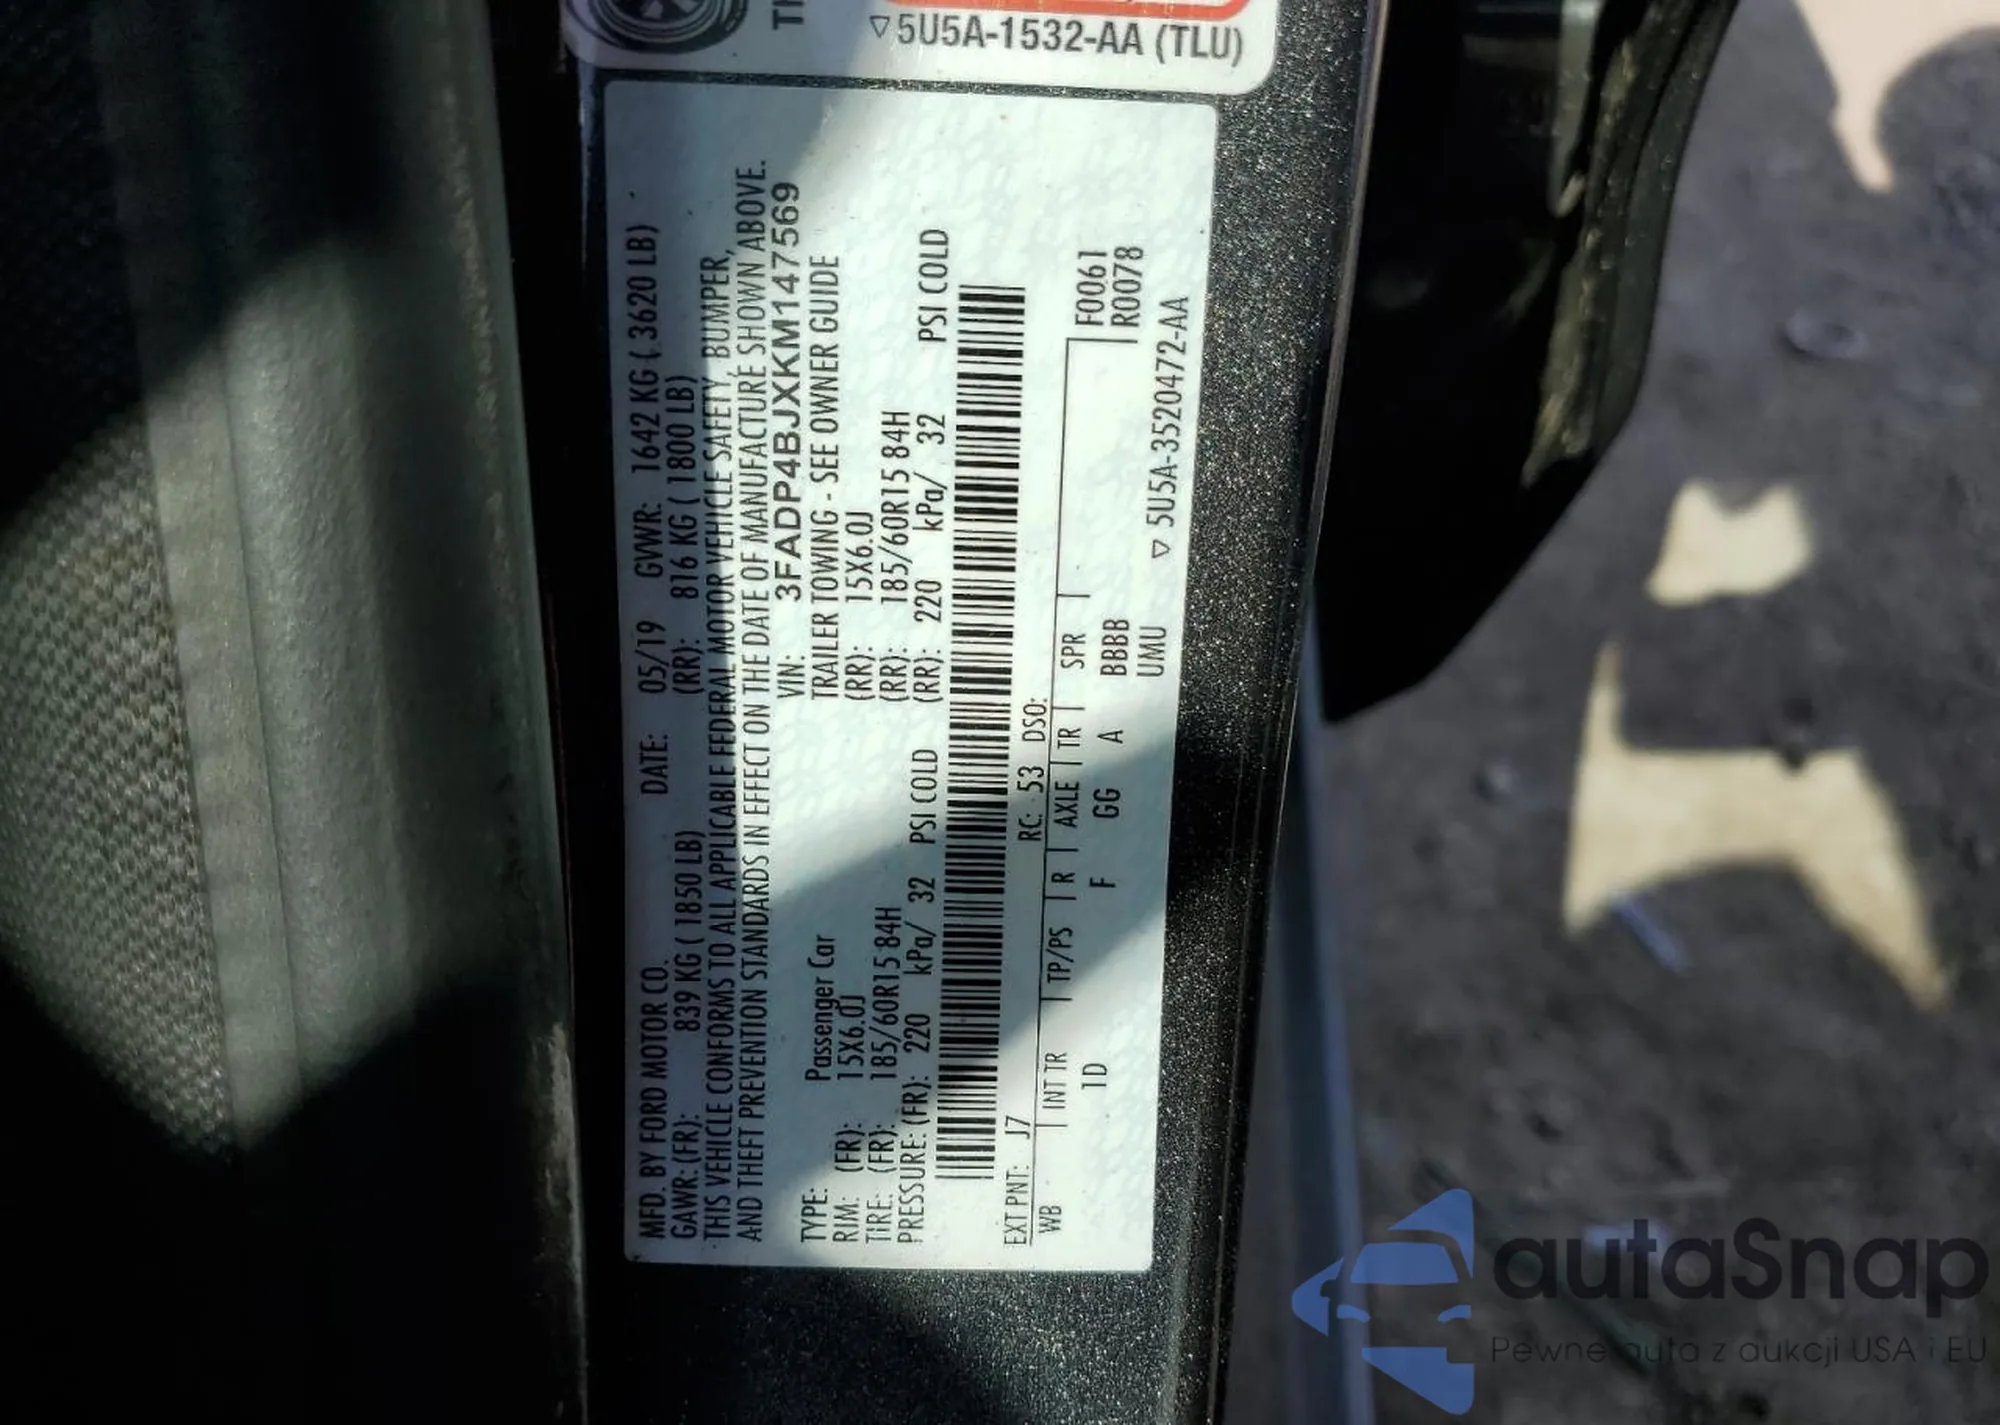 5U5A-1532-AA (TLU)
MFD. BY FORD MOTOR CO. DATE: 05/19 GVWR: 1642 KG ( 3620 LB)
GAWR: (FR): 839 KG ( 1850 LB) (RR): 816 KG ( 1800 LB)
THIS VEHICLE CONFORMS TO ALL APPLICABLE FEDERAL MOTOR VEHICLE SAFETY, BUMPER,
AND THEFT PREVENTION STANDARDS IN EFFECT ON THE DATE OF MANUFACTURE SHOWN ABOVE.
VIN: 3FADP4BJXKM147569
TYPE: Passenger Car TRAILER TOWING - SEE OWNER GUIDE
RIM: (FR): 15X6.0J (RR): 15X6.0J
TIRE: (FR): 185/60R15 84H (RR): 185/60R15 84H
PRESSURE: (FR): 220 kPa/ 32 PSI COLD (RR): 220 kPa/ 32 PSI COLD
EXT PNT: J7 RC: 53 DSO:
WB INT TR TP/PS R AXLE TR SPR F0061
1D F GG A BBBB R0078
UMU 5U5A-3520472-AA
autaSnap
Pewne auta z aukcji USA i EU